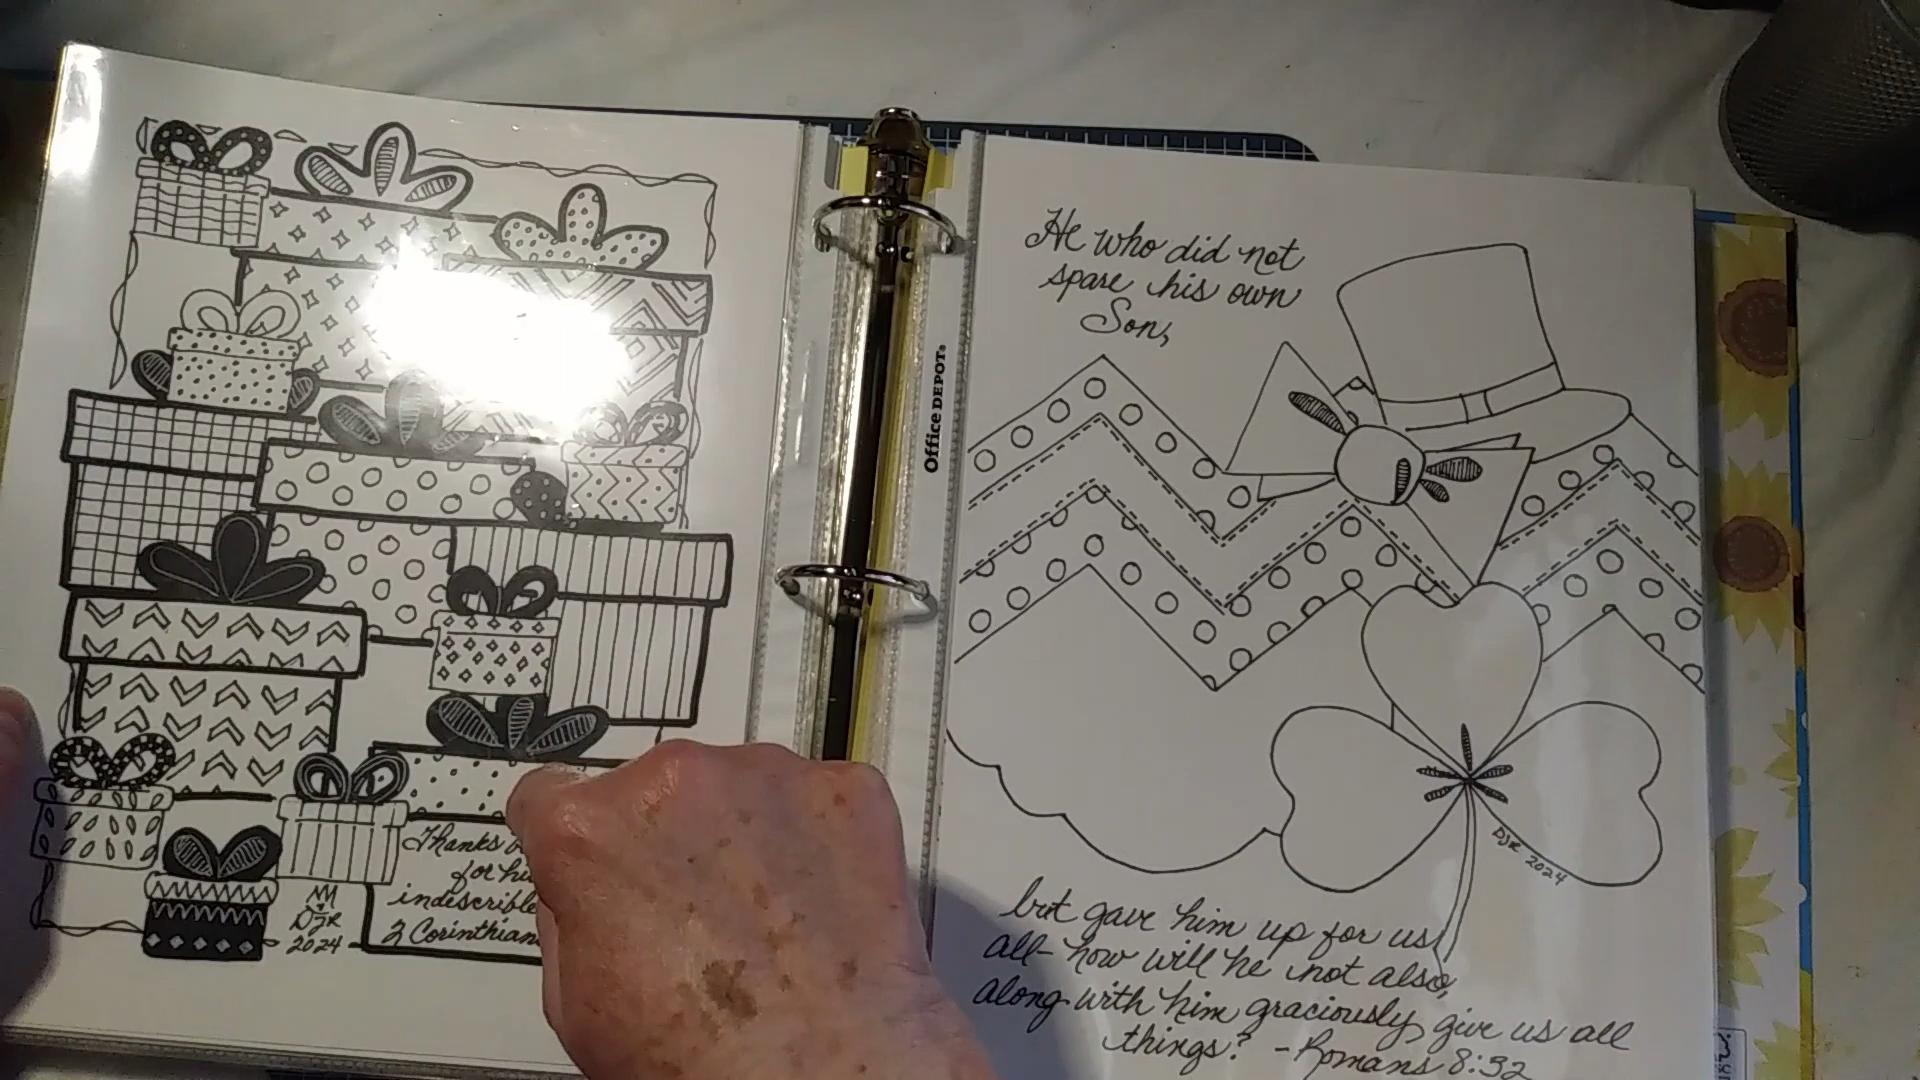 Thanks
for
indescrible
2 Corinthian
DJR
2024
Office DEPOT
He who did not
spare his own
Son,
DJR 2024
but gave him up for us
all- how will he not also,
along with him graciously give us all
things? - Romans 8:32